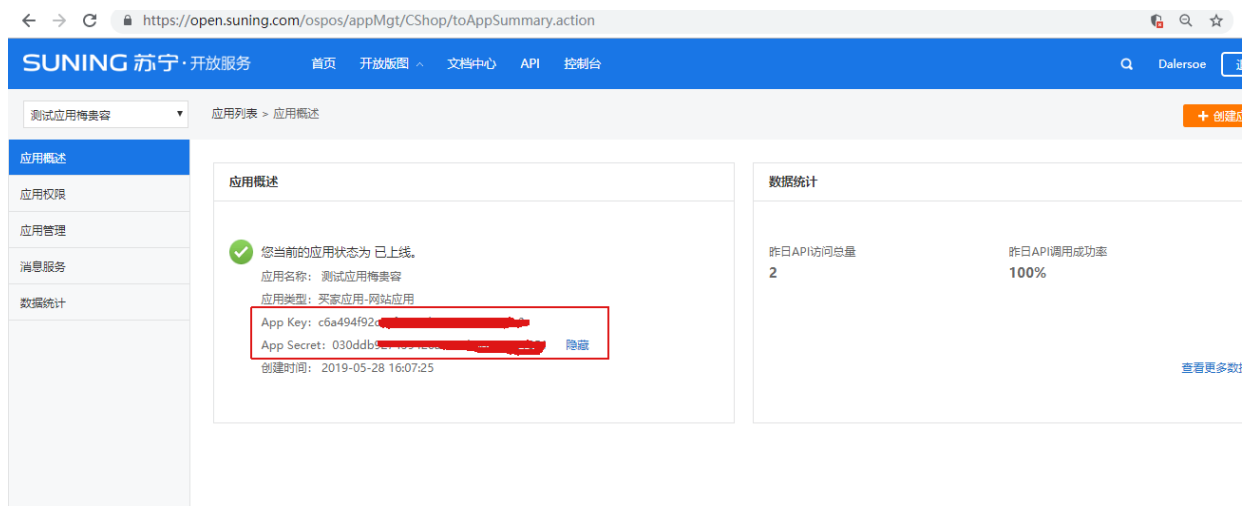 https://open.suning.com/ospos/appMgt/CShop/toAppSummary.action
SUNING 苏宁·开放服务 首页 开放版图 文档中心 API 控制台 Dalersoe
测试应用梅贵容 应用列表 > 应用概述 + 创建
应用概述
应用权限
应用管理
消息服务
数据统计
应用概述
您当前的应用状态为 已上线。
应用名称： 测试应用梅贵容
应用类型：买家应用-网站应用
App Key：c6a494f92
App Secret：030ddb9 隐藏
创建时间： 2019-05-28 16:07:25
数据统计
昨日API访问总量 昨日API调用成功率
2 100%
查看更多数